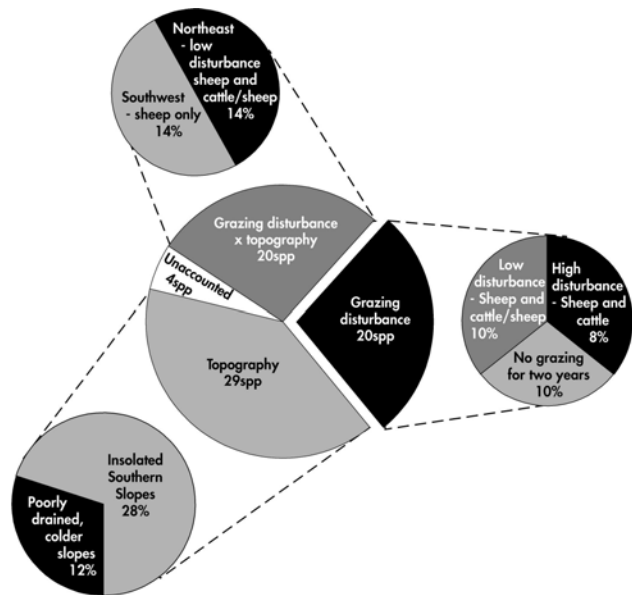 Northeast
- low
disturbance
sheep and
cattle/sheep
14%
Southwest
- sheep only
14%
Grazing disturbance
x topography
20spp
Unaccounted
4spp
Grazing
disturbance
20spp
Topography
29spp
Low
disturbance
- Sheep and
cattle/sheep
10%
High
disturbance
- Sheep and
cattle
8%
No grazing
for two years
10%
Insolated
Southern
Slopes
28%
Poorly
drained,
colder
slopes
12%